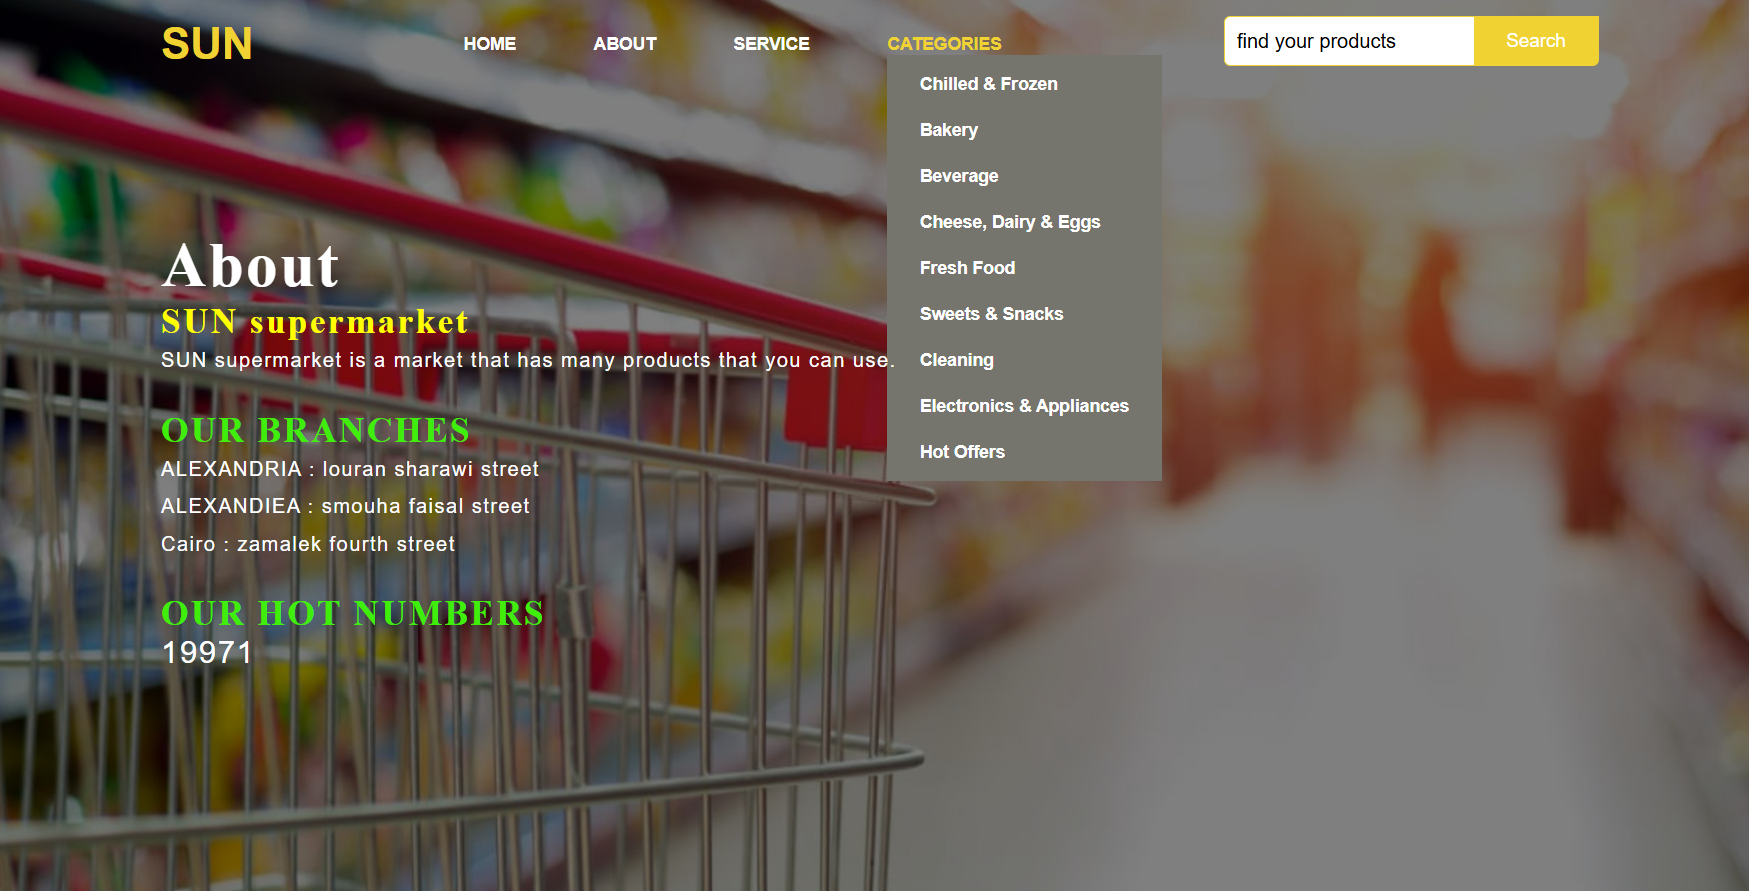 SUN
HOME
ABOUT
SERVICE
CATEGORIES
find your products
Search
Chilled & Frozen
Bakery
Beverage
Cheese, Dairy & Eggs
Fresh Food
Sweets & Snacks
Cleaning
Electronics & Appliances
Hot Offers
About
SUN supermarket
SUN supermarket is a market that has many products that you can use.
OUR BRANCHES
ALEXANDRIA : louran sharawi street
ALEXANDIEA : smouha faisal street
Cairo : zamalek fourth street
OUR HOT NUMBERS
19971